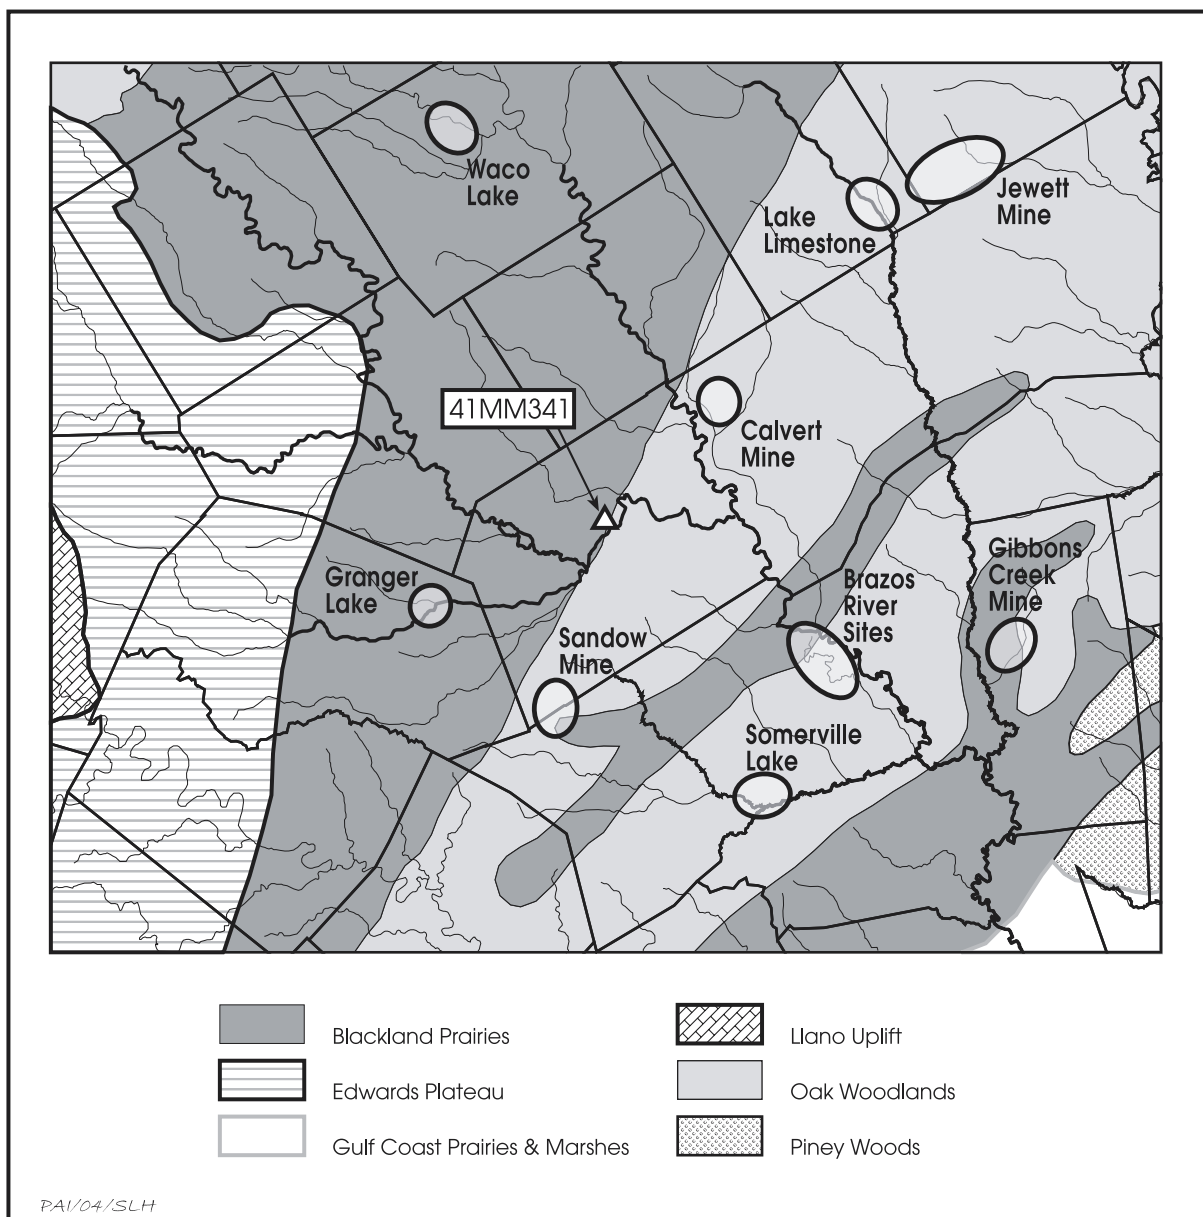 Waco
Lake
Jewett
Mine
Lake
Limestone
41MM341
Calvert
Mine
Granger
Lake
Gibbons
Creek
Mine
Brazos
River
Sites
Sandow
Mine
Somerville
Lake
Blackland Prairies
Llano Uplift
Edwards Plateau
Oak Woodlands
Gulf Coast Prairies & Marshes
Piney Woods
PAI/04/SLH